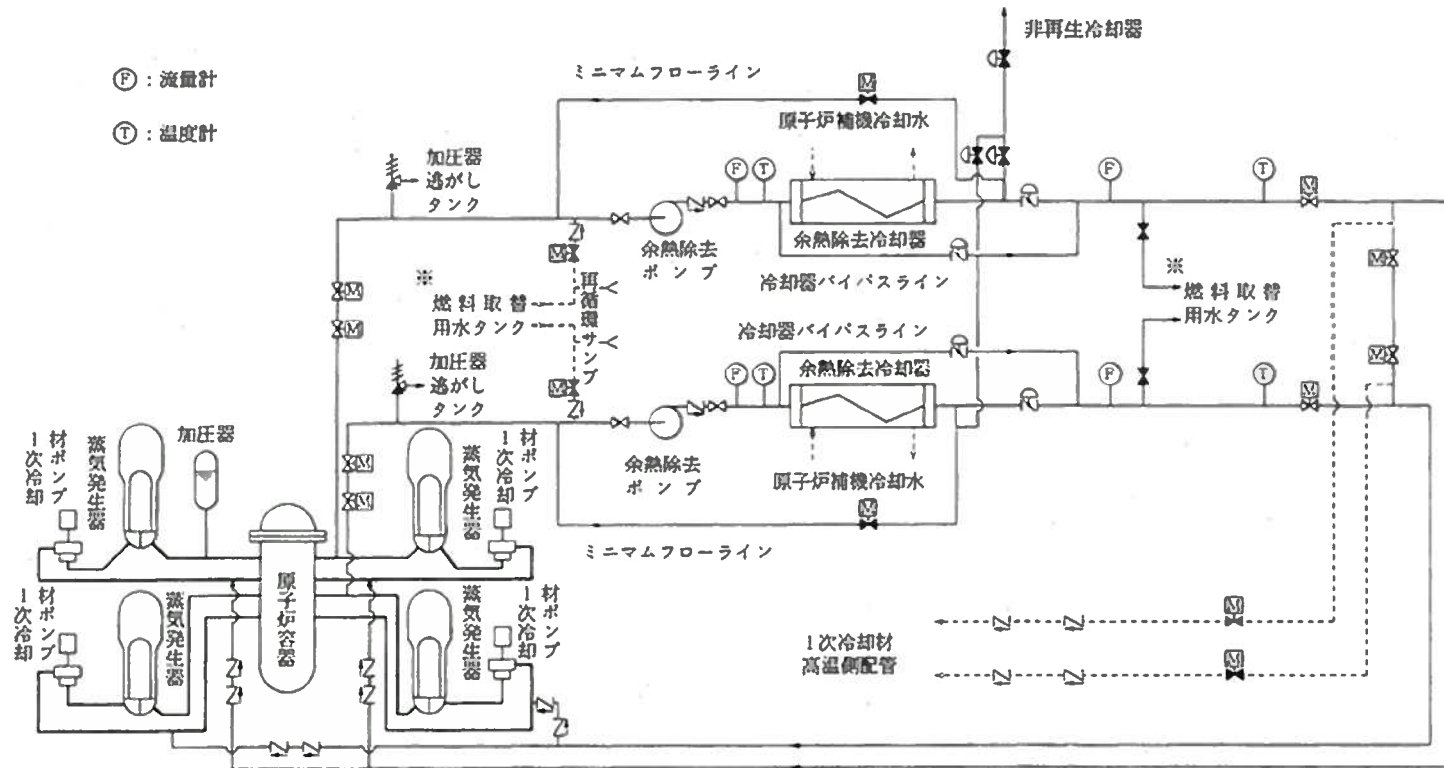 Ⓕ：流量計
Ⓣ：温度計
非再生冷却器
ミニマムフローライン
M
原子炉補機冷却水
加圧器
逃がし
タンク
F
T
F
T
M
余熱除去
ポンプ
余熱除去冷却器
M
冷却器バイパスライン
※
燃料取替
用水タンク
再循環サンプ
M
M
M
※
燃料取替
用水タンク
冷却器バイパスライン
加圧器
逃がし
タンク
M
F
T
余熱除去冷却器
F
T
M
M
余熱除去
ポンプ
原子炉補機冷却水
M
M
M
ミニマムフローライン
1次冷却
材ポンプ
蒸気発生器
加圧器
蒸気発生器
1次冷却
材ポンプ
原子炉容器
1次冷却
材ポンプ
蒸気発生器
蒸気発生器
1次冷却
材ポンプ
M
1次冷却材
高温側配管
M